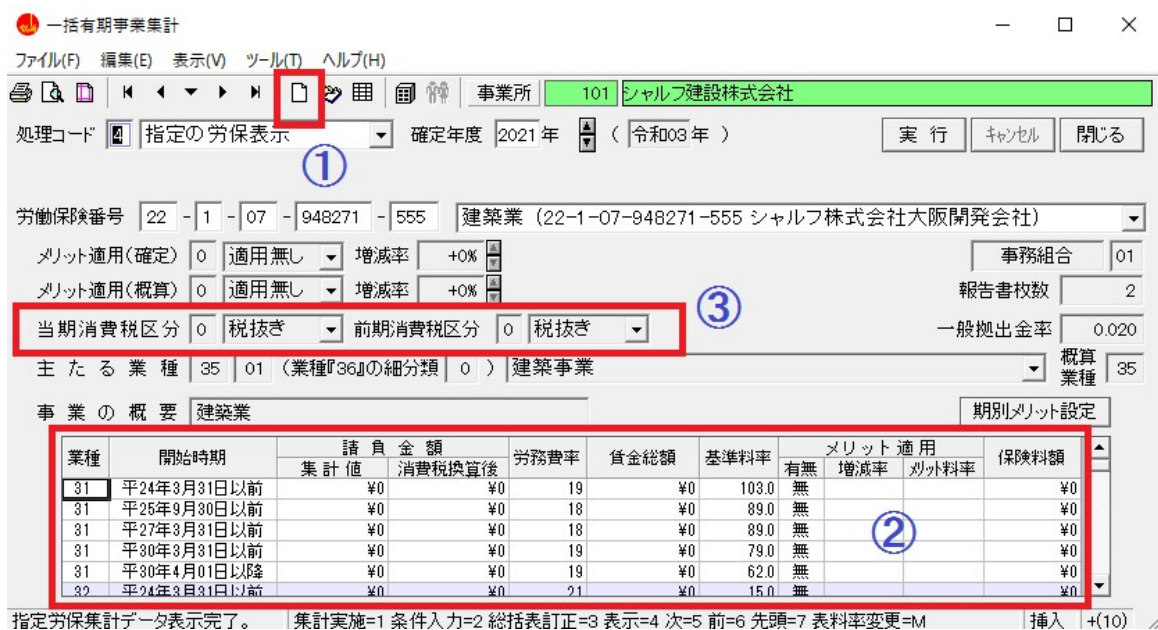 一括有期事業集計
ファイル(F) 編集(E) 表示(V) ツール(T) ヘルプ(H)
事業所 101 シャルフ建設株式会社
処理コード 4 指定の労保表示 確定年度 2021年 ( 令和03年 ) 実 行 キャンセル 閉じる
①
労働保険番号 22 - 1 - 07 - 948271 - 555 建築業 (22-1-07-948271-555 シャルフ株式会社大阪開発会社)
メリット適用(確定) 0 適用無し 増減率 +0% 事務組合 01
メリット適用(概算) 0 適用無し 増減率 +0% ③ 報告書枚数 2
当期消費税区分 0 税抜き 前期消費税区分 0 税抜き 一般拠出金率 0.020
主 た る 業 種 35 01 (業種『36』の細分類 0 ) 建築事業 概算業種 35
事 業 の 概 要 建築業 期別メリット設定
業種 開始時期 請 負 金 額 労務費率 賃金総額 基準料率 メリット適用 保険料額
集計値 消費税換算後 有無 増減率 メリット料率
31 平24年3月31日以前 ¥0 ¥0 19 ¥0 103.0 無 ¥0
31 平25年9月30日以前 ¥0 ¥0 18 ¥0 89.0 無 ¥0
31 平27年3月31日以前 ¥0 ¥0 18 ¥0 89.0 無 ¥0
②
31 平30年3月31日以前 ¥0 ¥0 19 ¥0 79.0 無 ¥0
31 平30年4月01日以降 ¥0 ¥0 19 ¥0 62.0 無 ¥0
32 平24年3月31日以前 ¥0 ¥0 21 ¥0 15.0 無 ¥0
指定労保集計データ表示完了。 集計実施=1 条件入力=2 総括表訂正=3 表示=4 次=5 前=6 先頭=7 表料率変更=M 挿入 +(10)